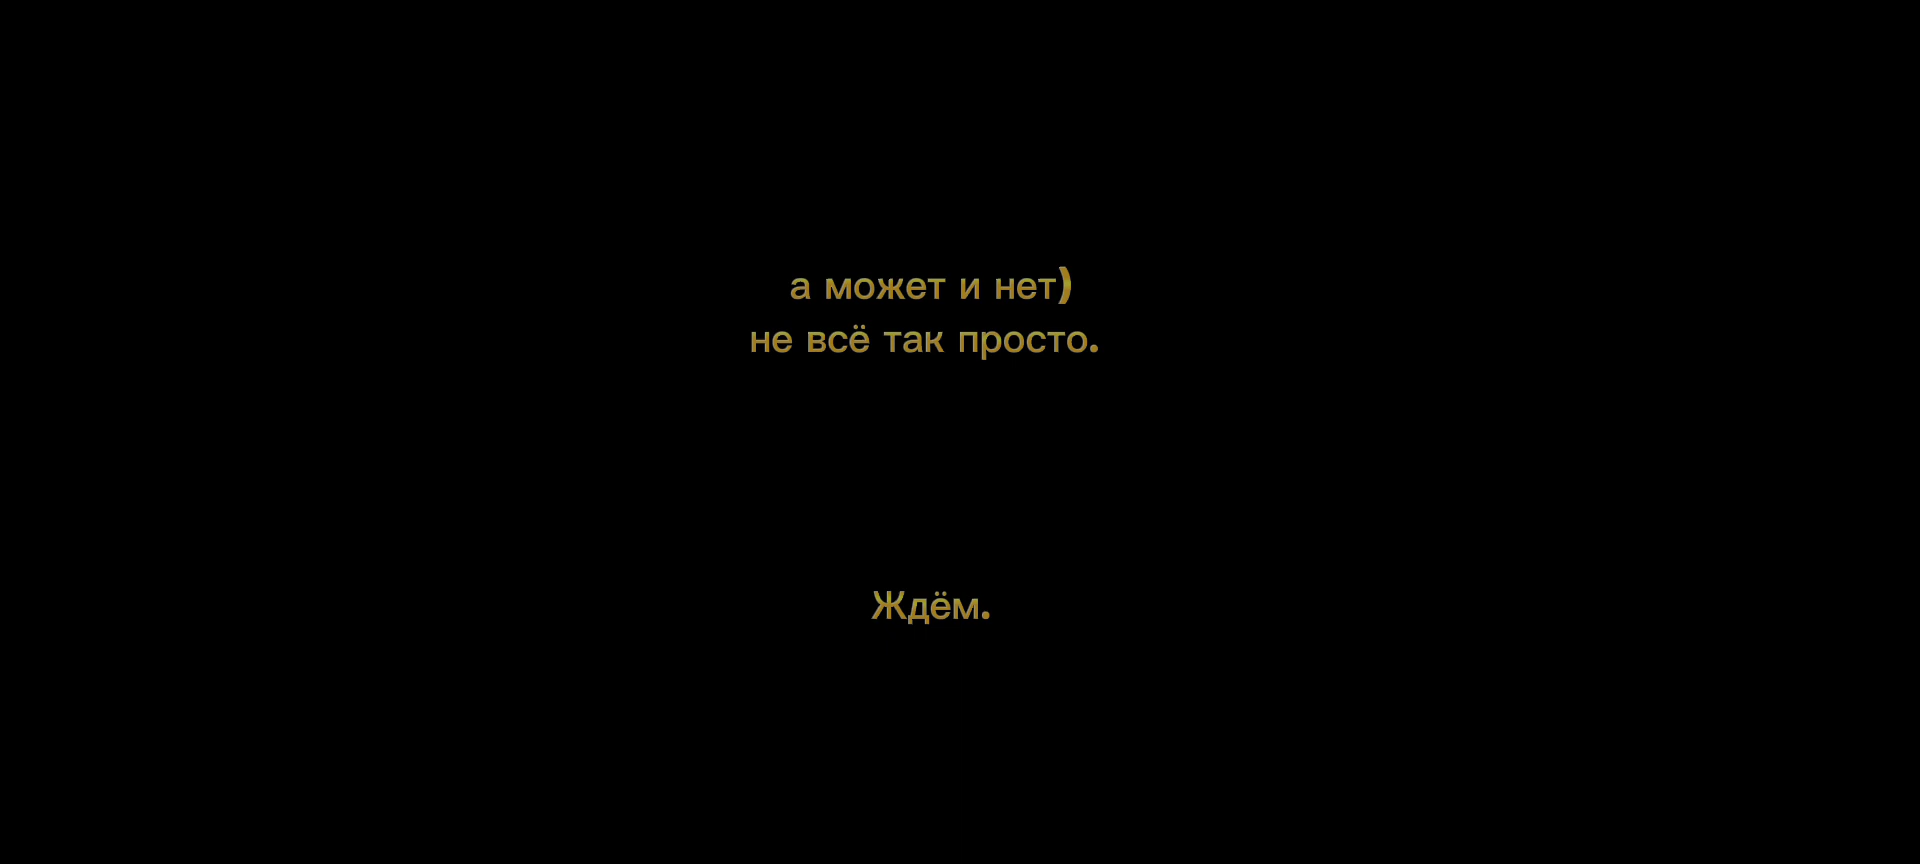 а может и нет)
не всё так просто.
Ждём.